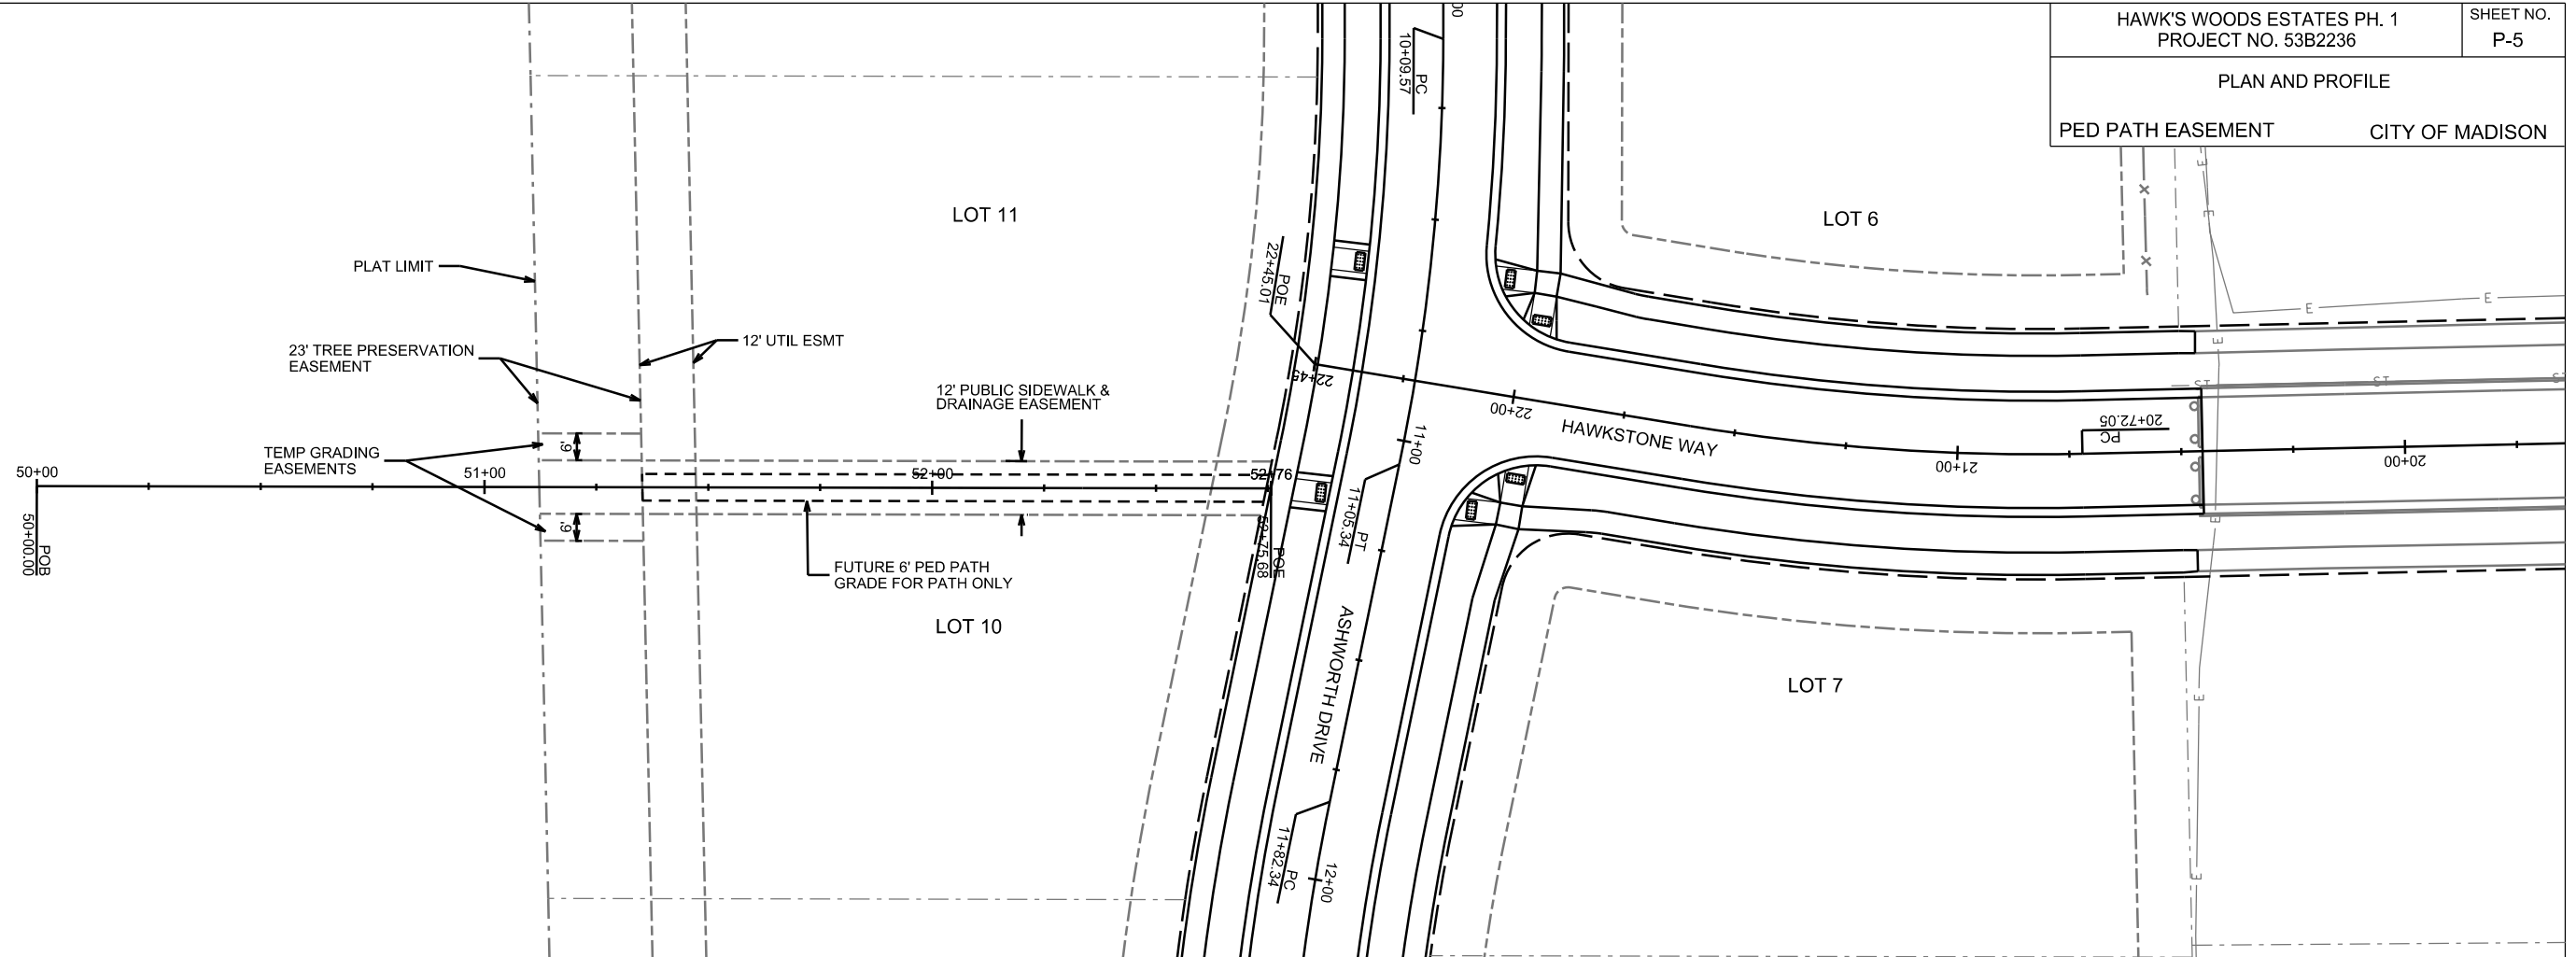 HAWK'S WOODS ESTATES PH. 1
PROJECT NO. 53B2236
SHEET NO.
P-5
PLAN AND PROFILE
PED PATH EASEMENT
CITY OF MADISON
PC
10+09.57
LOT 11
LOT 6
PLAT LIMIT
POE
22+45.01
23' TREE PRESERVATION
EASEMENT
12' UTIL ESMT
22+45
12' PUBLIC SIDEWALK &
DRAINAGE EASEMENT
22+00
HAWKSTONE WAY
PC
20+72.05
TEMP GRADING
EASEMENTS
6'
6'
50+00
51+00
52+00
52+76
11+00
21+00
20+00
POB
50+00.00
POE
52+75.68
PT
11+05.34
FUTURE 6' PED PATH
GRADE FOR PATH ONLY
LOT 10
ASHWORTH DRIVE
LOT 7
PC
11+82.34
12+00
E
E
E
E
E
E
E
E
E
ST
ST